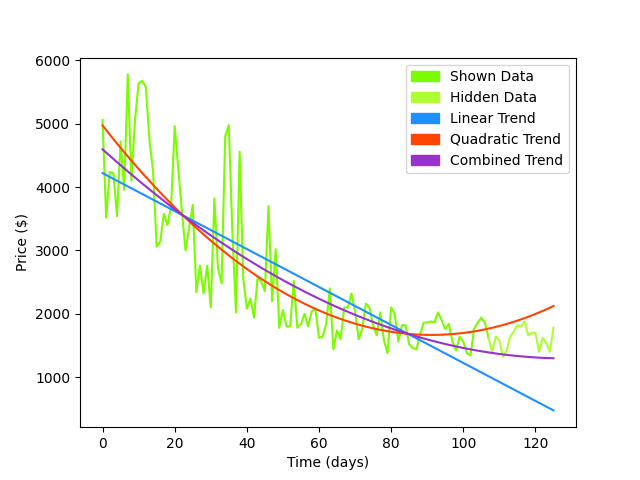 6000
5000
4000
3000
2000
1000
Price ($)
0
20
40
60
80
100
120
Time (days)
Shown Data
Hidden Data
Linear Trend
Quadratic Trend
Combined Trend